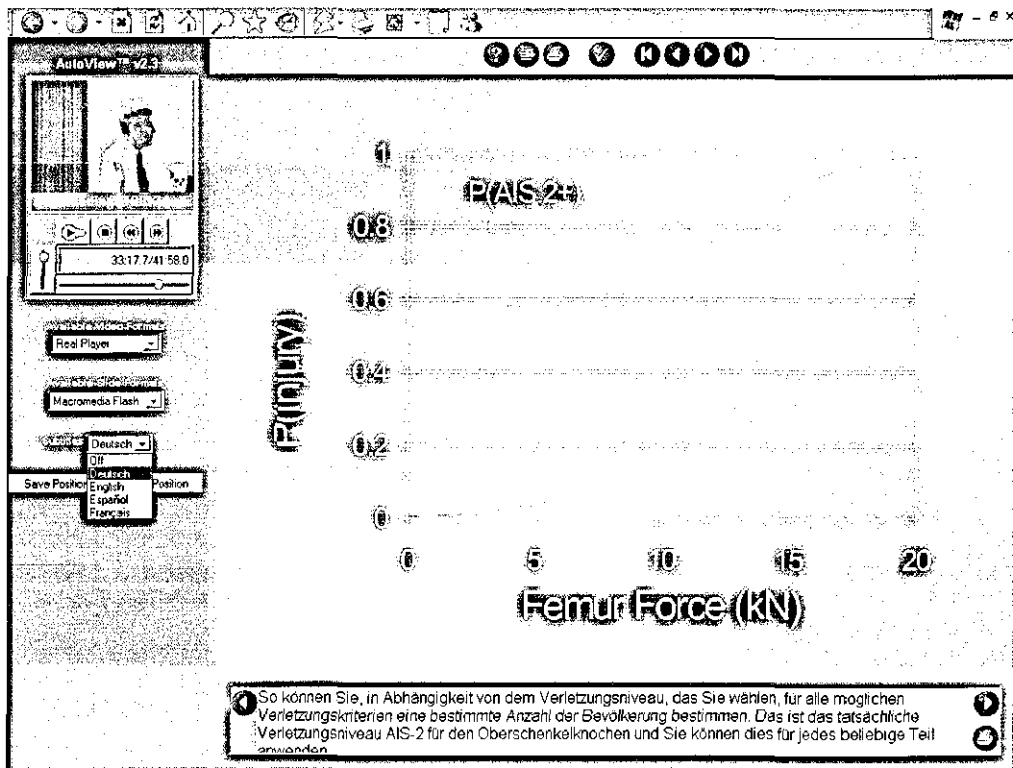 AutoView™ v2.3
33:17.7/41:58.0
Real Player
Macromedia Flash
Deutsch
Off
Deutsch
English
Español
Français
Save Position
Position
1
P(AIS 2+)
0.8
0.6
0.4
0.2
0
P(Injury)
0 5 10 15 20
Femur Force (kN)
So können Sie, in Abhängigkeit von dem Verletzungsniveau, das Sie wählen, für alle moglichen
Verletzungskriterien eine bestimmte Anzahl der Bevölkerung bestimmen. Das ist das tatsächliche
Verletzungsniveau AIS-2 für den Oberschenkelknochen und Sie können dies für jedes beliebige Teil
anwenden